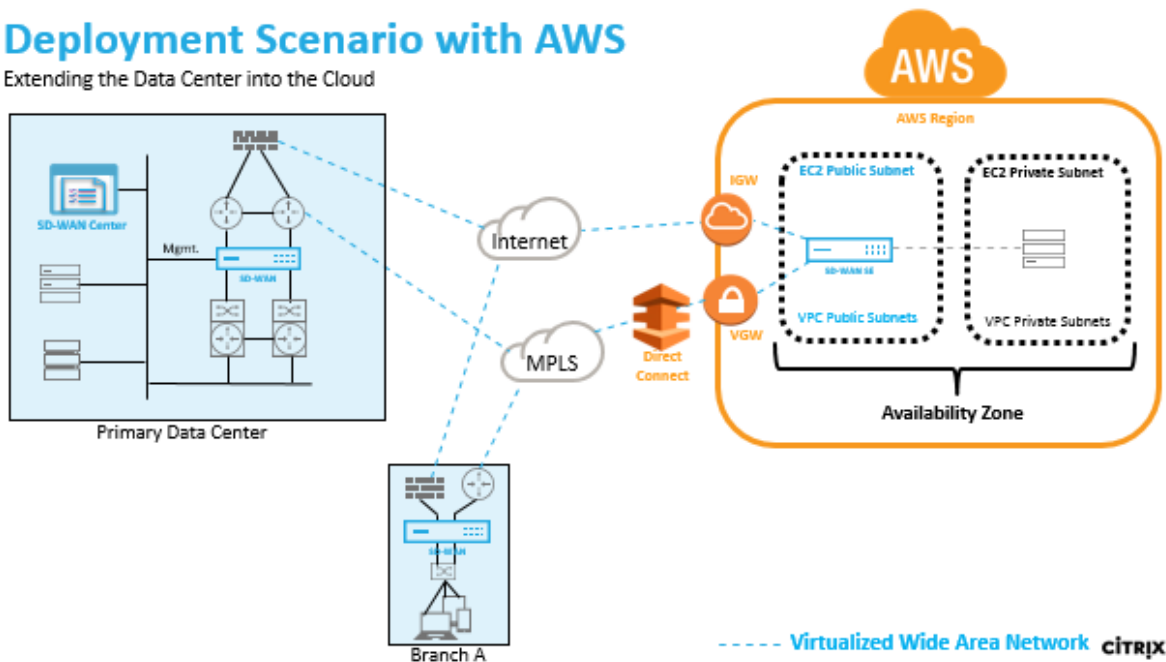 Deployment Scenario with AWS
Extending the Data Center into the Cloud
AWS
AWS Region
SD-WAN Center
Mgmt.
SD-WAN
Primary Data Center
Internet
MPLS
Direct
Connect
IGW
VGW
EC2 Public Subnet
SD-WAN SE
VPC Public Subnets
EC2 Private Subnet
VPC Private Subnets
Availability Zone
SD-WAN
Branch A
Virtualized Wide Area Network
CİTRIX